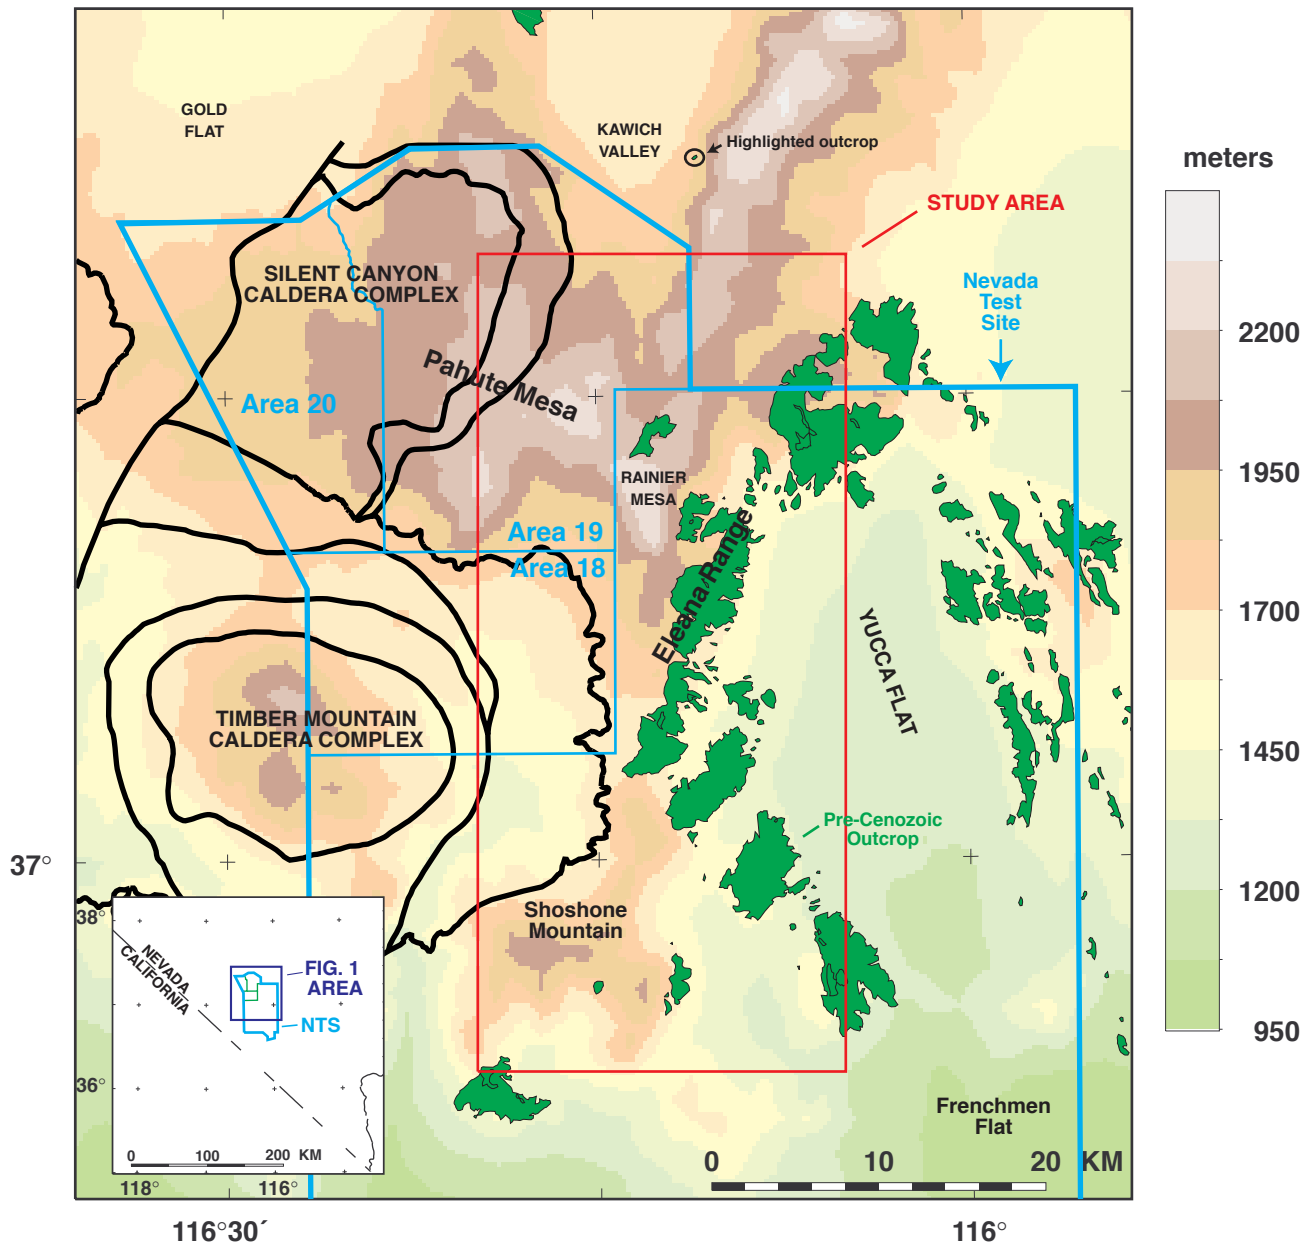 GOLD
FLAT
KAWICH
VALLEY
Highlighted outcrop
meters
STUDY AREA
SILENT CANYON
CALDERA COMPLEX
Nevada
Test
Site
2200
Pahute Mesa
Area 20
1950
RAINIER
MESA
Area 19
Area 18
Eleana Range
1700
YUCCA FLAT
TIMBER MOUNTAIN
CALDERA COMPLEX
1450
Pre-Cenozoic
Outcrop
37°
1200
Shoshone
Mountain
38°
NEVADA
CALIFORNIA
FIG. 1
AREA
NTS
950
36°
Frenchmen
Flat
0 100 200 KM
118° 116°
0 10 20 KM
116°30´ 116°